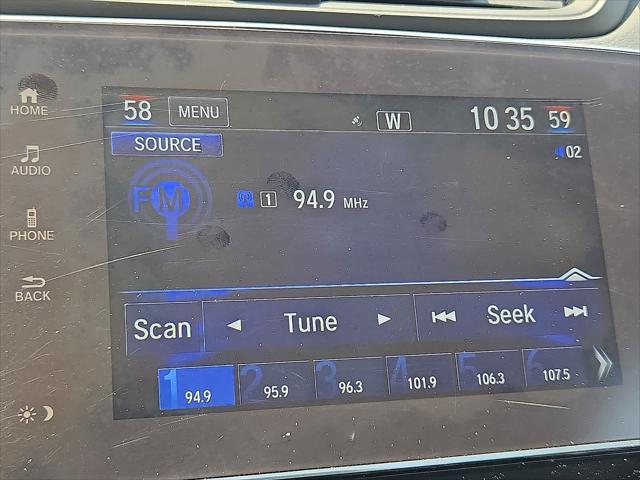 58 MENU W 10 35 59
HOME
SOURCE 02
AUDIO
FM 1 94.9 MHz
PHONE
BACK
Scan Tune Seek
1 94.9 2 95.9 3 96.3 4 101.9 5 106.3 6 107.5